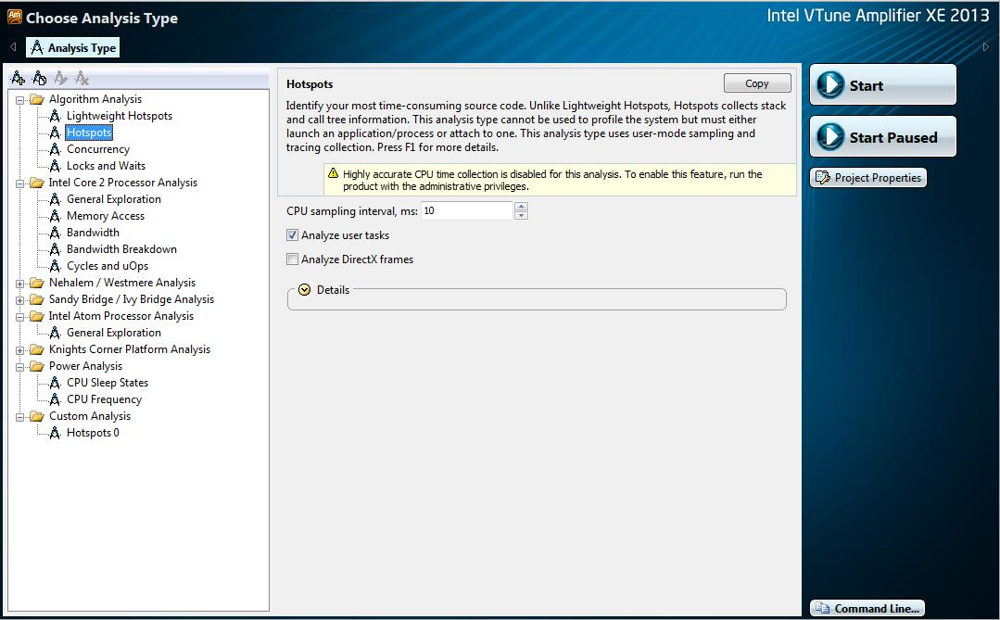 Am Choose Analysis Type
Intel VTune Amplifier XE 2013
Analysis Type
Algorithm Analysis
Lightweight Hotspots
Hotspots
Concurrency
Locks and Waits
Intel Core 2 Processor Analysis
General Exploration
Memory Access
Bandwidth
Bandwidth Breakdown
Cycles and uOps
Nehalem / Westmere Analysis
Sandy Bridge / Ivy Bridge Analysis
Intel Atom Processor Analysis
General Exploration
Knights Corner Platform Analysis
Power Analysis
CPU Sleep States
CPU Frequency
Custom Analysis
Hotspots 0
Hotspots
Copy
Identify your most time-consuming source code. Unlike Lightweight Hotspots, Hotspots collects stack
and call tree information. This analysis type cannot be used to profile the system but must either
launch an application/process or attach to one. This analysis type uses user-mode sampling and
tracing collection. Press F1 for more details.
Highly accurate CPU time collection is disabled for this analysis. To enable this feature, run the
product with the administrative privileges.
CPU sampling interval, ms: 10
Analyze user tasks
Analyze DirectX frames
Details
Start
Start Paused
Project Properties
Command Line...